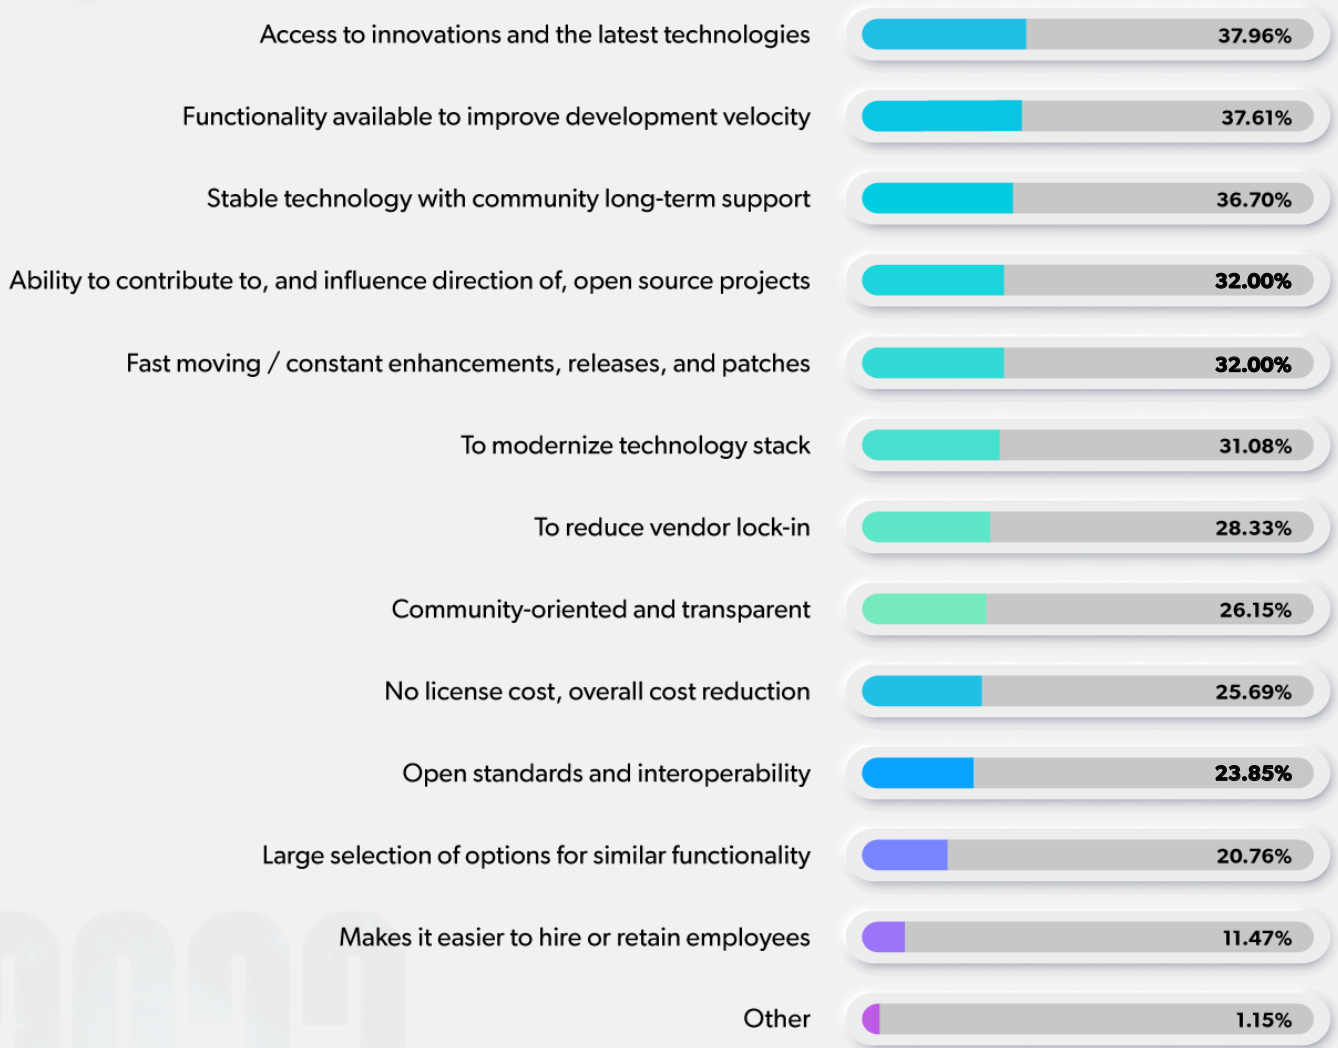 Access to innovations and the latest technologies 37.96%
Functionality available to improve development velocity 37.61%
Stable technology with community long-term support 36.70%
Ability to contribute to, and influence direction of, open source projects 32.00%
Fast moving / constant enhancements, releases, and patches 32.00%
To modernize technology stack 31.08%
To reduce vendor lock-in 28.33%
Community-oriented and transparent 26.15%
No license cost, overall cost reduction 25.69%
Open standards and interoperability 23.85%
Large selection of options for similar functionality 20.76%
Makes it easier to hire or retain employees 11.47%
Other 1.15%